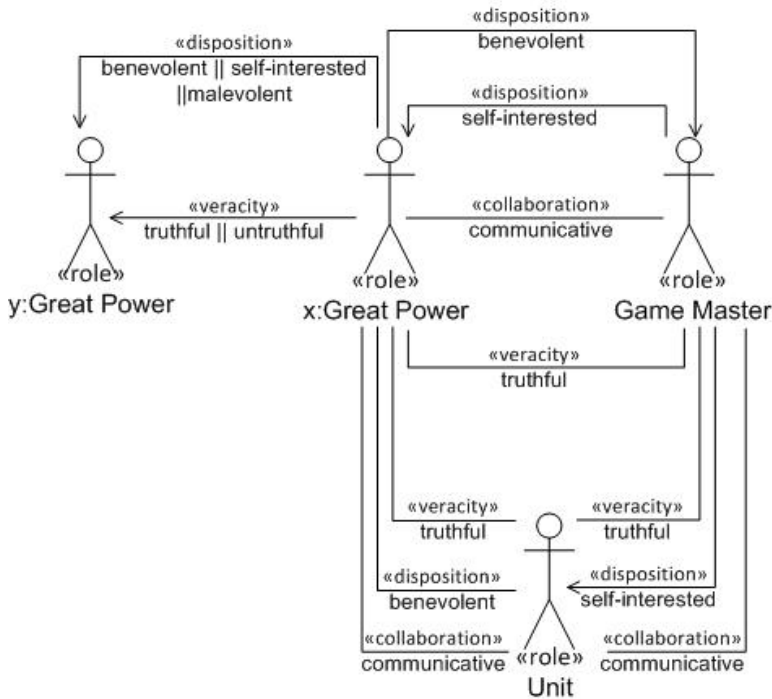 «disposition»
benevolent || self-interested
||malevolent
«disposition»
benevolent
«disposition»
self-interested
«veracity»
truthful || untruthful
«collaboration»
communicative
«role»
y:Great Power
«role»
x:Great Power
«role»
Game Master
«veracity»
truthful
«veracity»
truthful
«veracity»
truthful
«disposition»
benevolent
«disposition»
self-interested
«collaboration»
communicative
«collaboration»
communicative
«role»
Unit